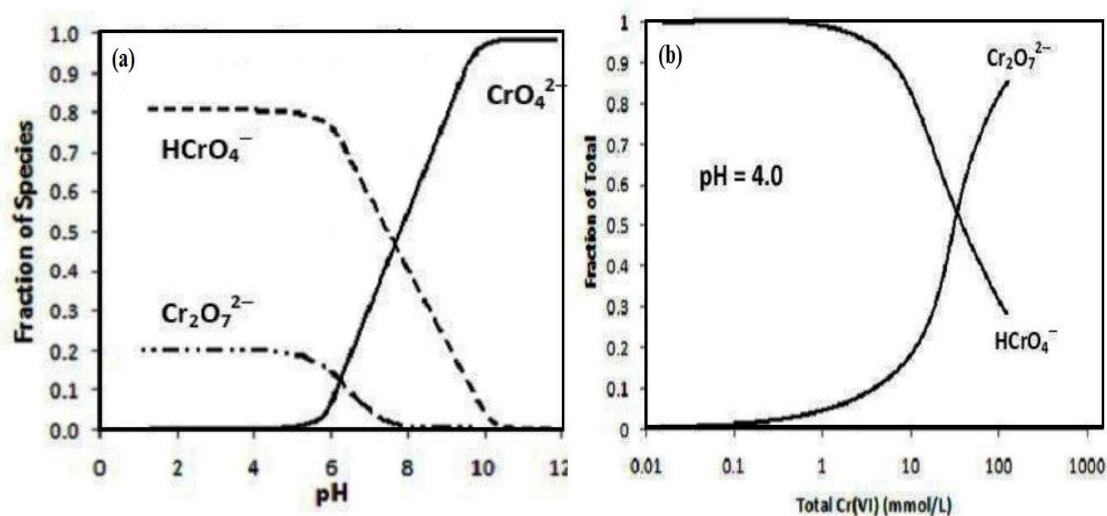 (a)
Fraction of Species
1.0
0.9
0.8
0.7
0.6
0.5
0.4
0.3
0.2
0.1
0.0
CrO₄²⁻
HCrO₄⁻
Cr₂O₇²⁻
0 2 4 6 8 10 12
pH
(b)
Fraction of Total
1
0.9
0.8
0.7
0.6
0.5
0.4
0.3
0.2
0.1
0
Cr₂O₇²⁻
pH = 4.0
HCrO₄⁻
0.01 0.1 1 10 100 1000
Total Cr(VI) (mmol/L)